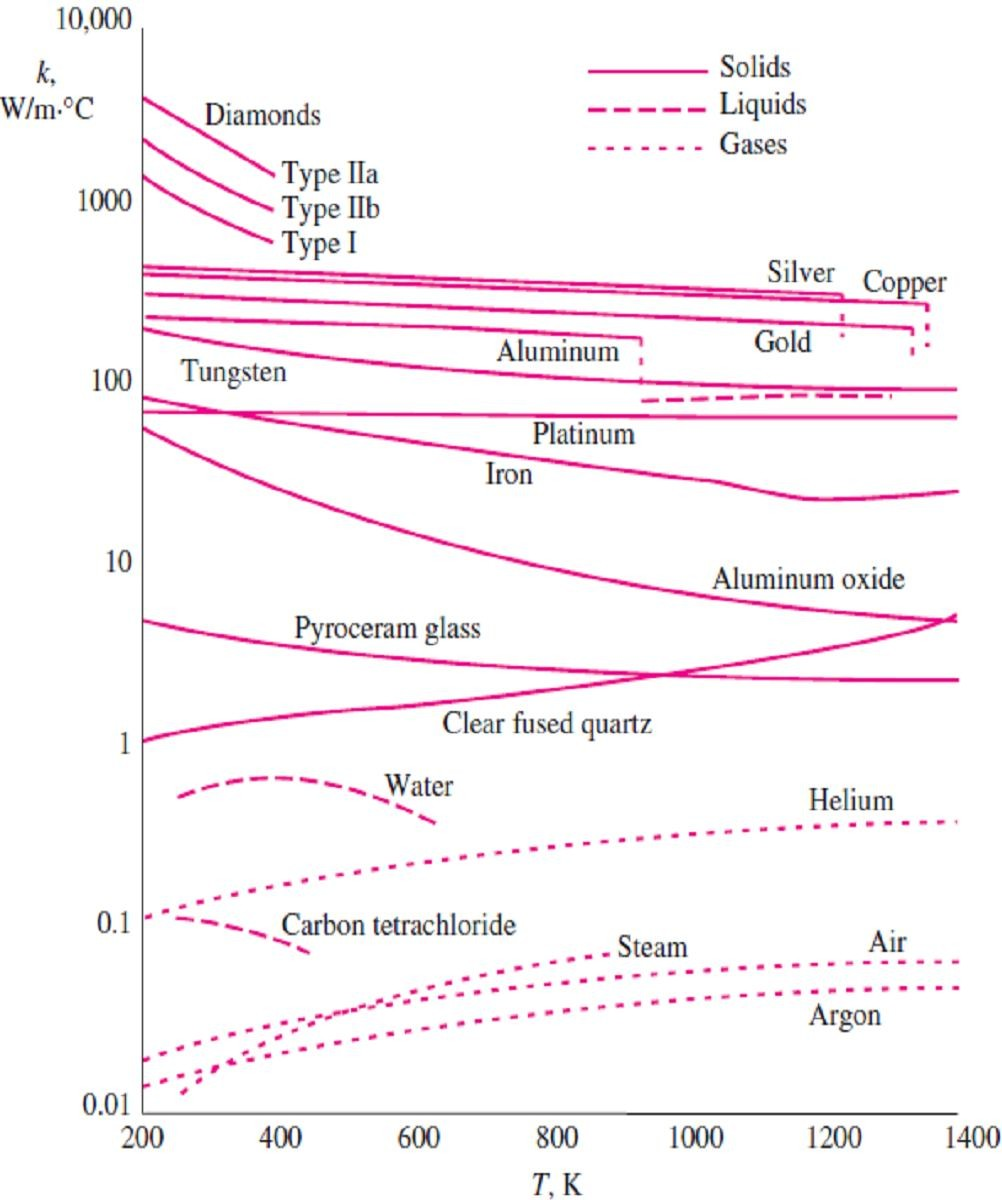 10,000
k,
W/m·°C
Solids
Liquids
Gases
Diamonds
Type IIa
1000
Type IIb
Type I
Silver
Copper
Gold
Aluminum
Tungsten
100
Platinum
Iron
10
Aluminum oxide
Pyroceram glass
Clear fused quartz
1
Water
Helium
0.1
Carbon tetrachloride
Steam
Air
Argon
0.01
200 400 600 800 1000 1200 1400
T, K